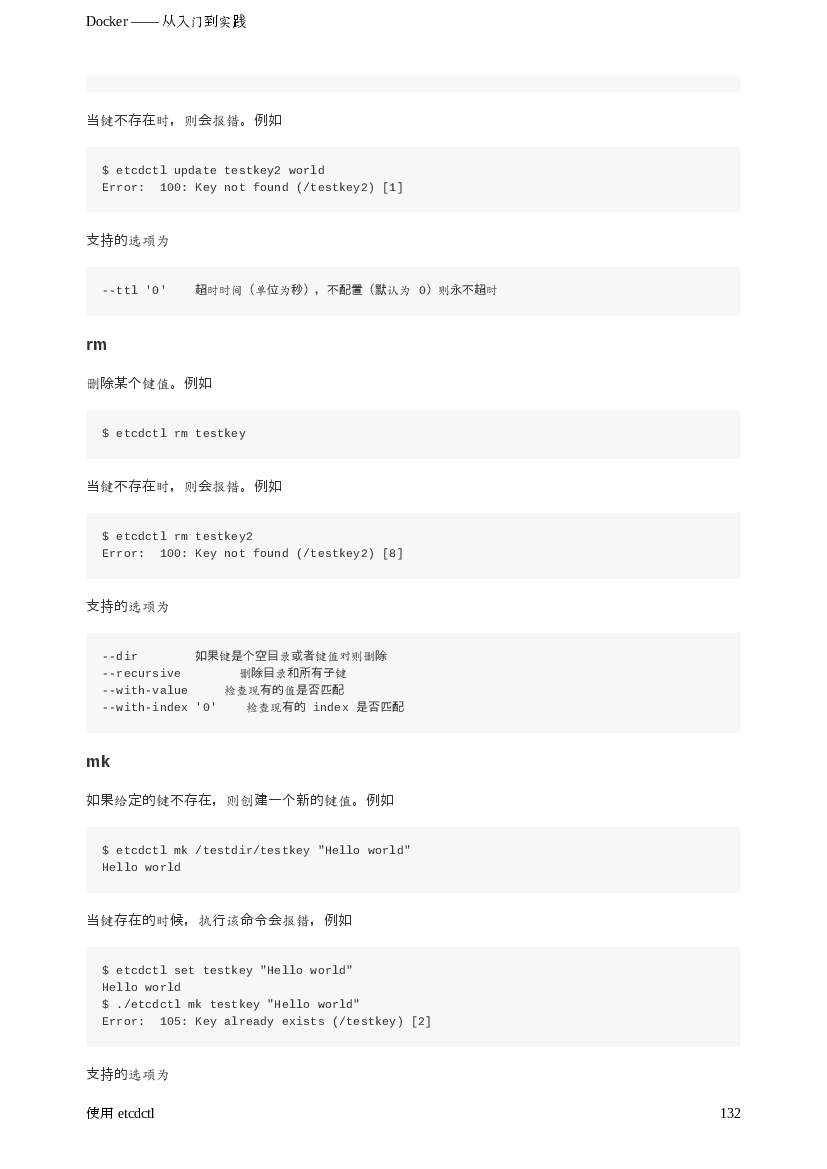 Docker —— 从入门到实践
当键不存在时，则会报错。例如
$ etcdctl update testkey2 world
Error:  100: Key not found (/testkey2) [1]
支持的选项为
--ttl '0'    超时时间（单位为秒），不配置（默认为 0）则永不超时
rm
删除某个键值。例如
$ etcdctl rm testkey
当键不存在时，则会报错。例如
$ etcdctl rm testkey2
Error:  100: Key not found (/testkey2) [8]
支持的选项为
--dir        如果键是个空目录或者键值对则删除
--recursive        删除目录和所有子键
--with-value     检查现有的值是否匹配
--with-index '0'    检查现有的 index 是否匹配
mk
如果给定的键不存在，则创建一个新的键值。例如
$ etcdctl mk /testdir/testkey "Hello world"
Hello world
当键存在的时候，执行该命令会报错，例如
$ etcdctl set testkey "Hello world"
Hello world
$ ./etcdctl mk testkey "Hello world"
Error:  105: Key already exists (/testkey) [2]
支持的选项为
使用 etcdctl
132